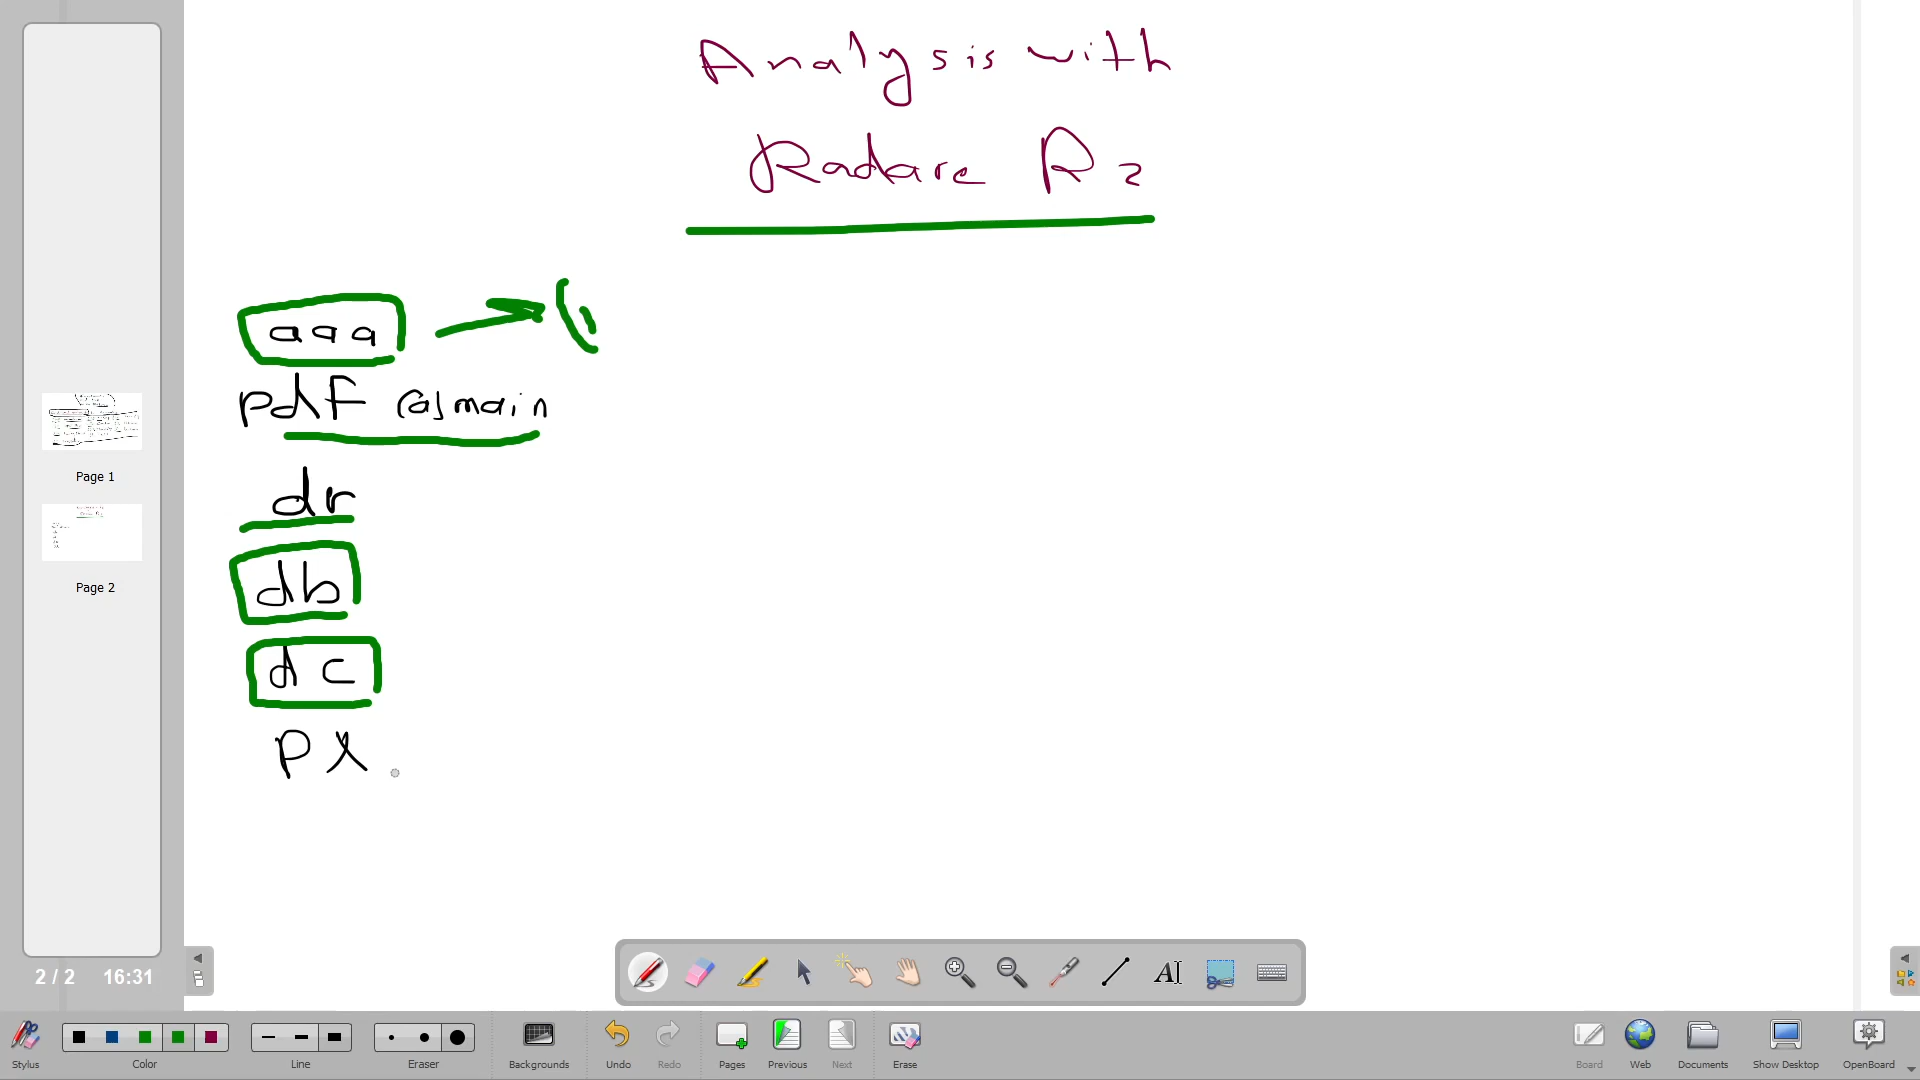 Analysis with
Radare R2
aaa
pdf @main
dr
db
dc
px
Page 1
Page 2
2 / 2 16:31
Stylus
Color
Line
Eraser
Backgrounds
Undo
Redo
Pages
Previous
Next
Erase
Board
Web
Documents
Show Desktop
OpenBoard